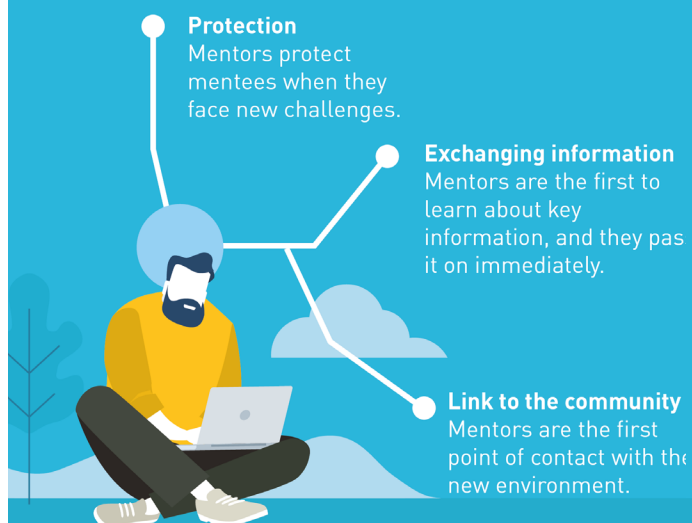 Protection
Mentors protect
mentees when they
face new challenges.
Exchanging information
Mentors are the first to
learn about key
information, and they pas
it on immediately.
Link to the community
Mentors are the first
point of contact with the
new environment.